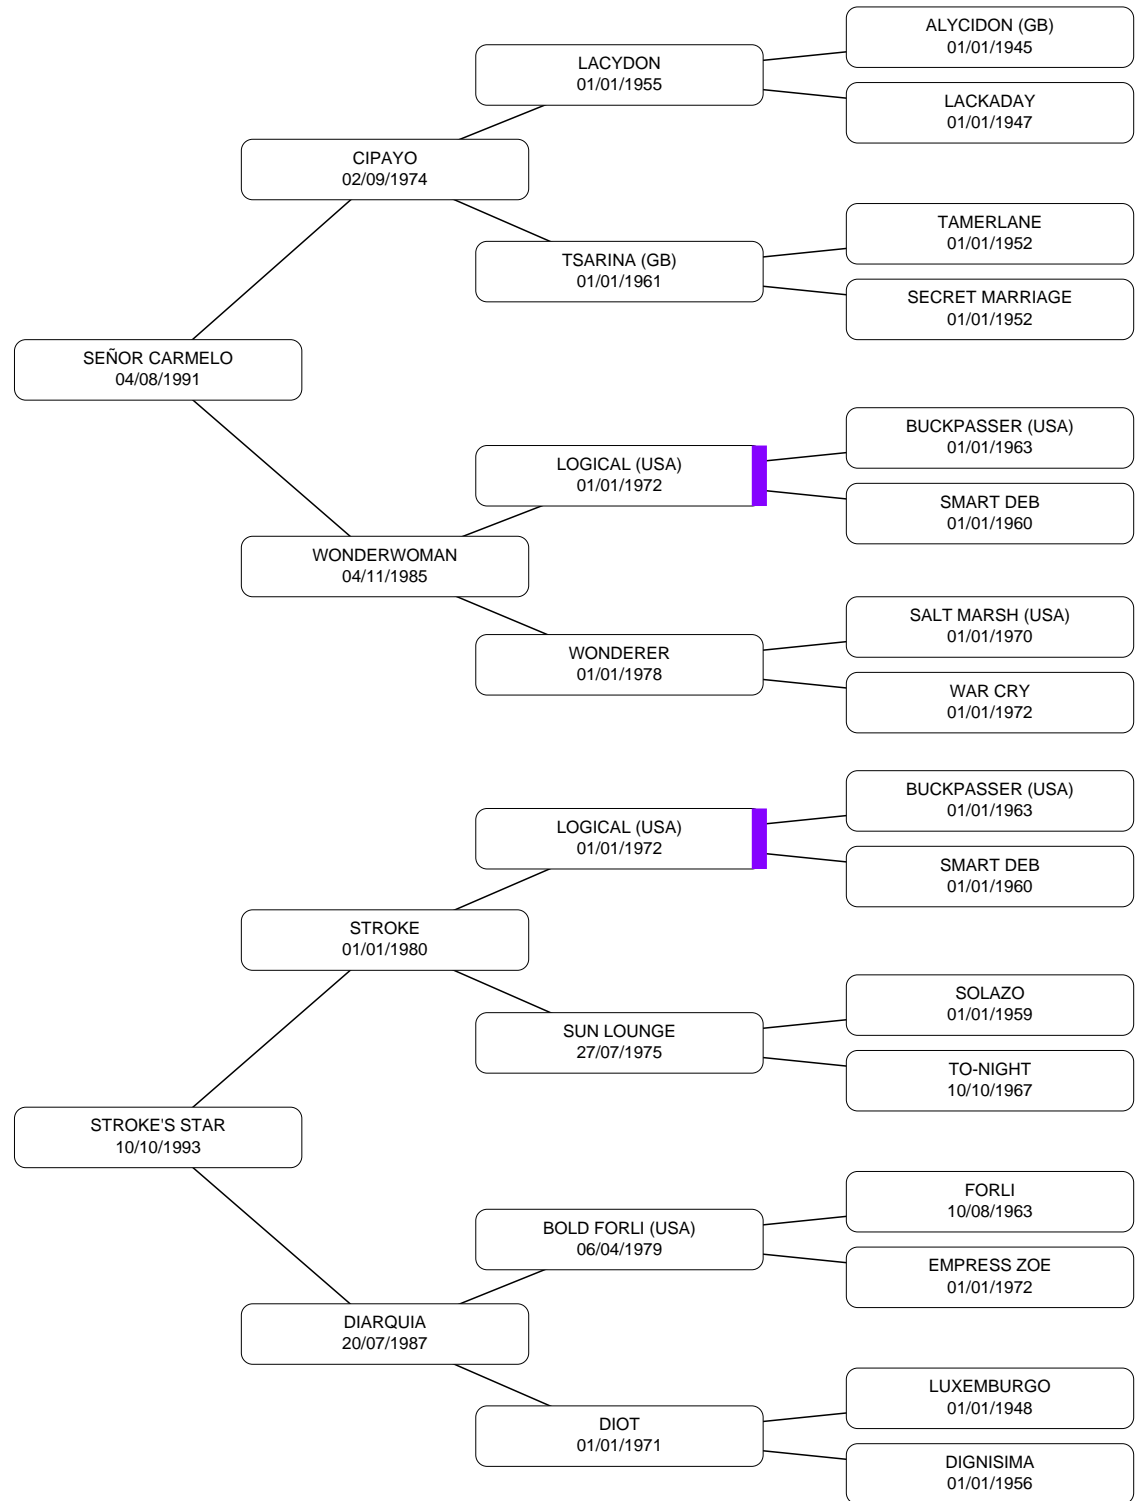 ALYCIDON (GB)
01/01/1945
LACYDON
01/01/1955
LACKADAY
01/01/1947
CIPAYO
02/09/1974
TAMERLANE
01/01/1952
TSARINA (GB)
01/01/1961
SECRET MARRIAGE
01/01/1952
SEÑOR CARMELO
04/08/1991
BUCKPASSER (USA)
01/01/1963
LOGICAL (USA)
01/01/1972
SMART DEB
01/01/1960
WONDERWOMAN
04/11/1985
SALT MARSH (USA)
01/01/1970
WONDERER
01/01/1978
WAR CRY
01/01/1972
BUCKPASSER (USA)
01/01/1963
LOGICAL (USA)
01/01/1972
SMART DEB
01/01/1960
STROKE
01/01/1980
SOLAZO
01/01/1959
SUN LOUNGE
27/07/1975
TO-NIGHT
10/10/1967
STROKE'S STAR
10/10/1993
FORLI
10/08/1963
BOLD FORLI (USA)
06/04/1979
EMPRESS ZOE
01/01/1972
DIARQUIA
20/07/1987
LUXEMBURGO
01/01/1948
DIOT
01/01/1971
DIGNISIMA
01/01/1956